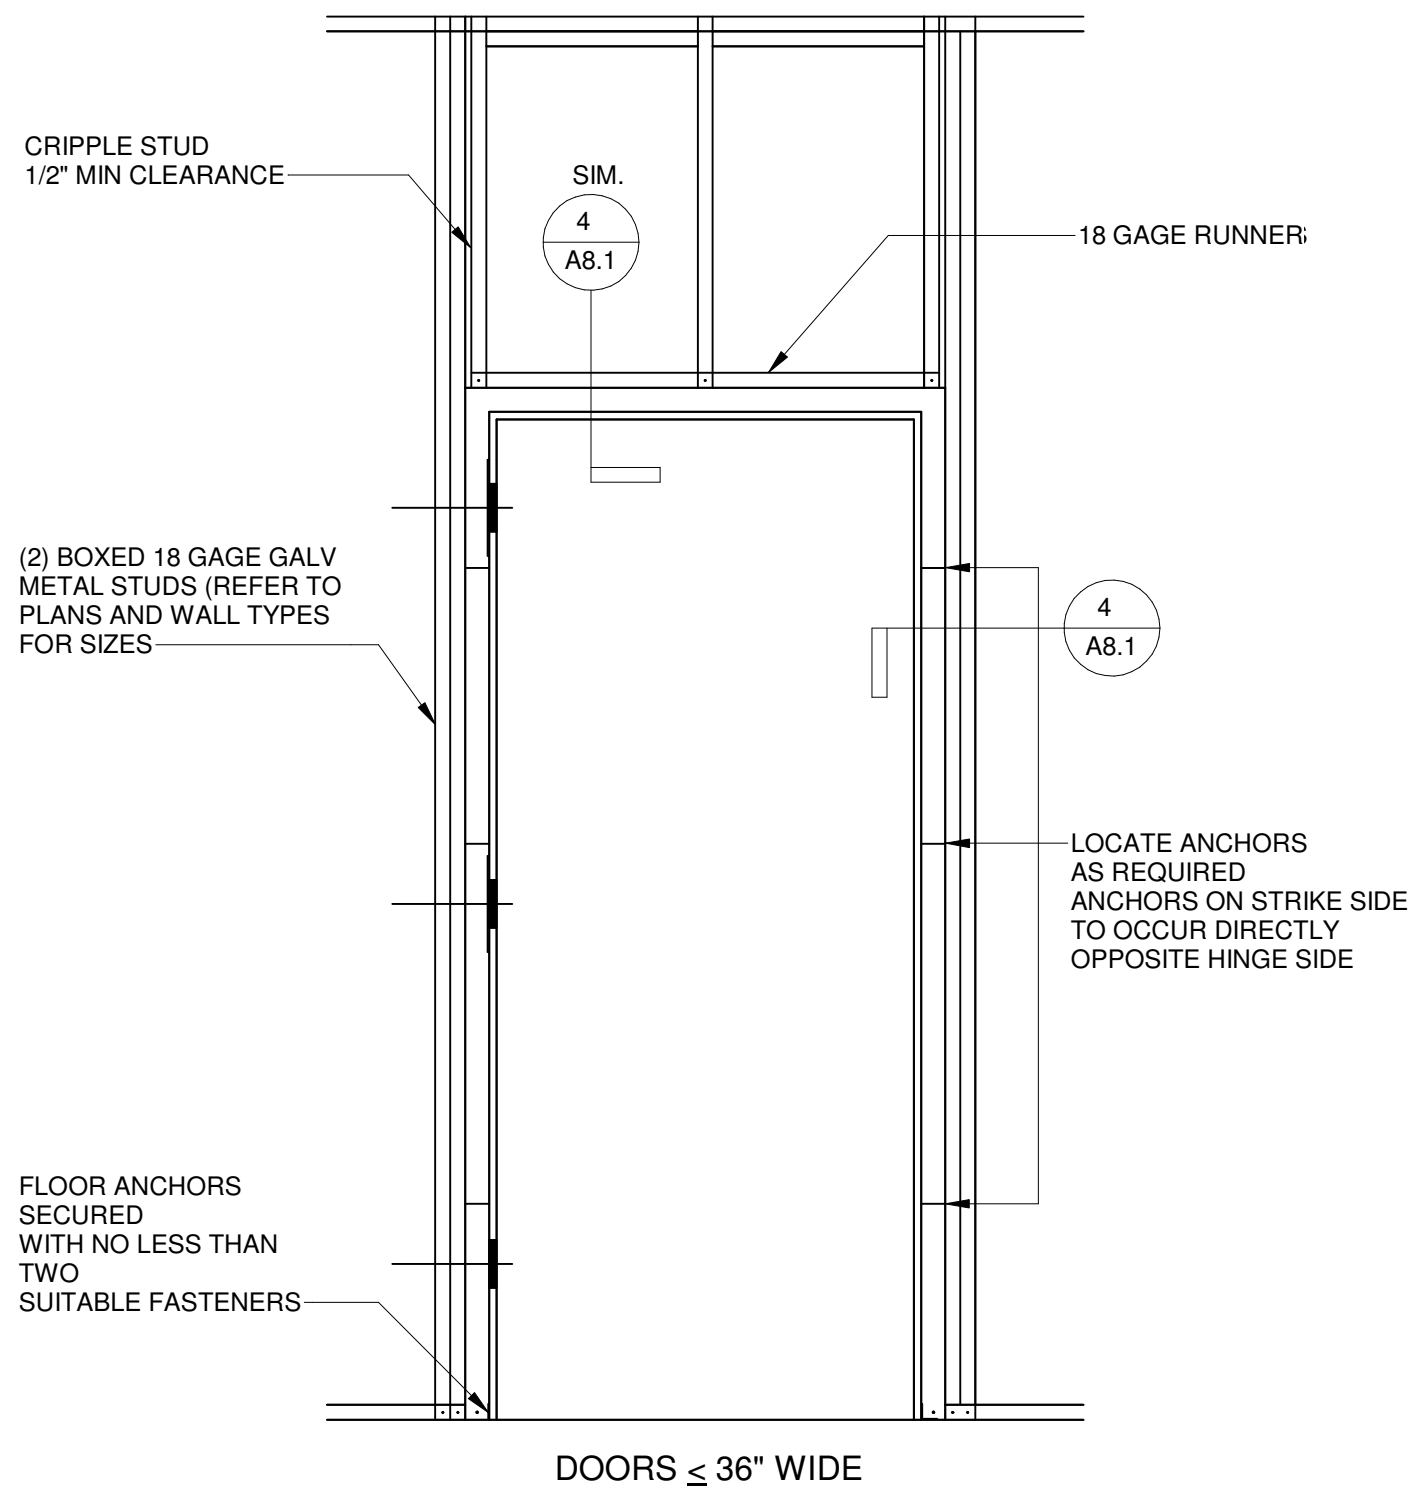 CRIPPLE STUD
1/2" MIN CLEARANCE
SIM.
4
A8.1
18 GAGE RUNNER
(2) BOXED 18 GAGE GALV
METAL STUDS (REFER TO
PLANS AND WALL TYPES
FOR SIZES
4
A8.1
LOCATE ANCHORS
AS REQUIRED
ANCHORS ON STRIKE SIDE
TO OCCUR DIRECTLY
OPPOSITE HINGE SIDE
FLOOR ANCHORS
SECURED
WITH NO LESS THAN
TWO
SUITABLE FASTENERS
DOORS ≤ 36" WIDE